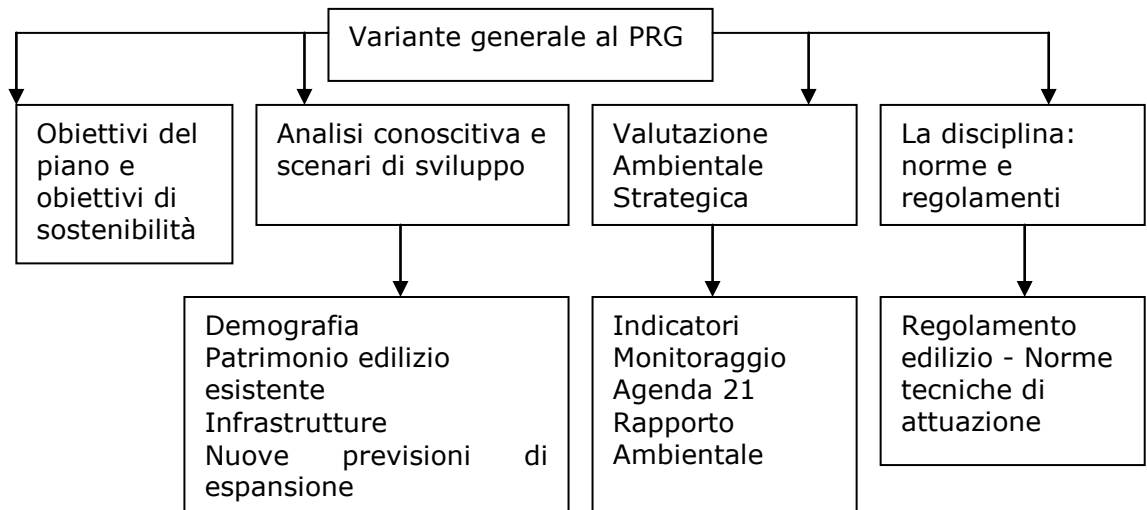 Variante generale al PRG
Obiettivi del
piano e
obiettivi di
sostenibilità
Analisi conoscitiva e
scenari di sviluppo
Valutazione
Ambientale
Strategica
La disciplina:
norme e
regolamenti
Demografia
Patrimonio edilizio
esistente
Infrastrutture
Nuove previsioni di
espansione
Indicatori
Monitoraggio
Agenda 21
Rapporto
Ambientale
Regolamento
edilizio - Norme
tecniche di
attuazione